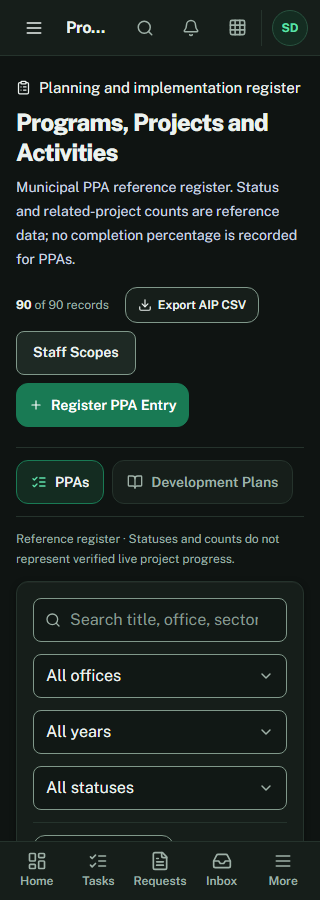 Pro...
SD
Planning and implementation register
Programs, Projects and
Activities
Municipal PPA reference register. Status
and related-project counts are reference
data; no completion percentage is recorded
for PPAs.
90 of 90 records
Export AIP CSV
Staff Scopes
+ Register PPA Entry
PPAs
Development Plans
Reference register · Statuses and counts do not
represent verified live project progress.
Search title, office, sector
All offices
All years
All statuses
Home
Tasks
Requests
Inbox
More